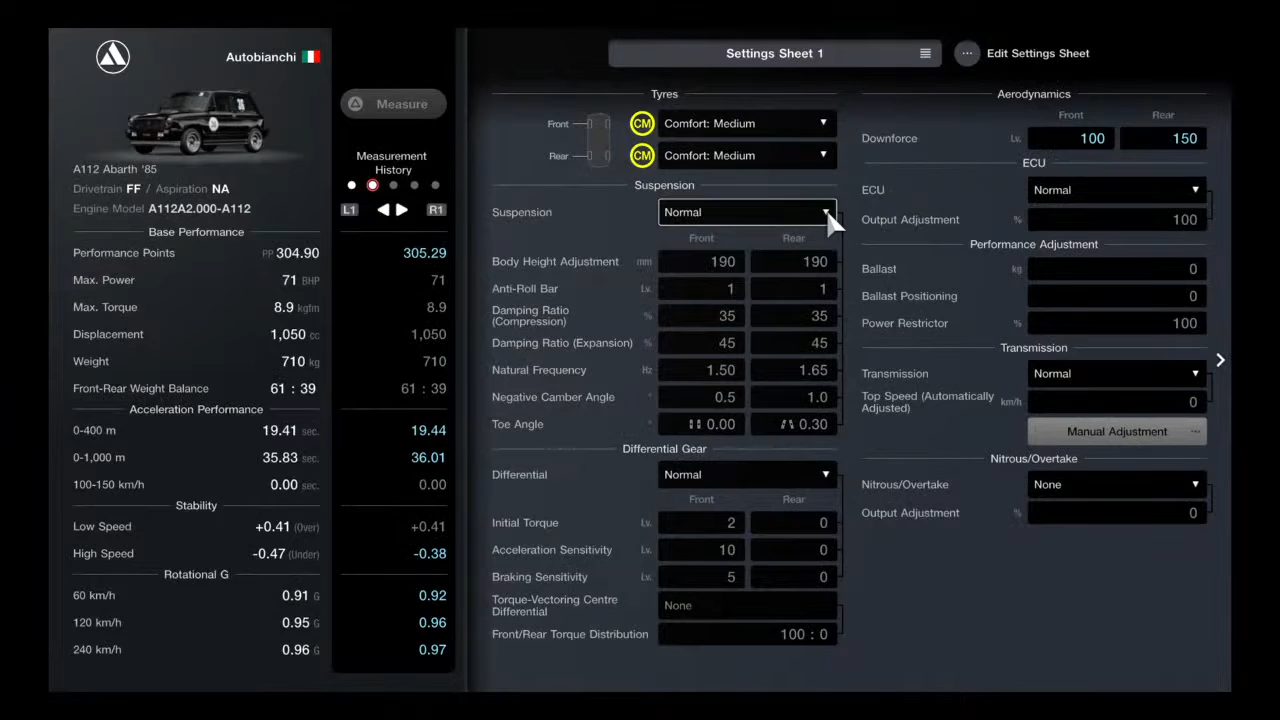 Autobianchi
A112 Abarth '85
Drivetrain FF / Aspiration NA
Engine Model A112A2.000-A112
Base Performance
Performance Points PP 304.90
Max. Power 71 BHP
Max. Torque 8.9 kgfm
Displacement 1,050 cc
Weight 710 kg
Front-Rear Weight Balance 61 : 39
Acceleration Performance
0-400 m 19.41 sec.
0-1,000 m 35.83 sec.
100-150 km/h 0.00 sec.
Stability
Low Speed +0.41 (Over)
High Speed -0.47 (Under)
Rotational G
60 km/h 0.91 G
120 km/h 0.95 G
240 km/h 0.96 G
Measure
Measurement
History
L1 R1
305.29
71
8.9
1,050
710
61 : 39
19.44
36.01
0.00
+0.41
-0.38
0.92
0.96
0.97
Settings Sheet 1
... Edit Settings Sheet
Tyres
Front CM Comfort: Medium
Rear CM Comfort: Medium
Suspension
Suspension Normal
Front Rear
Body Height Adjustment mm 190 190
Anti-Roll Bar Lv. 1 1
Damping Ratio
(Compression) % 35 35
Damping Ratio (Expansion) % 45 45
Natural Frequency Hz 1.50 1.65
Negative Camber Angle ° 0.5 1.0
Toe Angle ° 0.00 0.30
Differential Gear
Differential Normal
Front Rear
Initial Torque Lv. 2 0
Acceleration Sensitivity Lv. 10 0
Braking Sensitivity Lv. 5 0
Torque-Vectoring Centre
Differential None
Front/Rear Torque Distribution 100 : 0
Aerodynamics
Front Rear
Downforce Lv. 100 150
ECU
ECU Normal
Output Adjustment % 100
Performance Adjustment
Ballast kg 0
Ballast Positioning 0
Power Restrictor % 100
Transmission
Transmission Normal
Top Speed (Automatically
Adjusted) km/h 0
Manual Adjustment ...
Nitrous/Overtake
Nitrous/Overtake None
Output Adjustment % 0